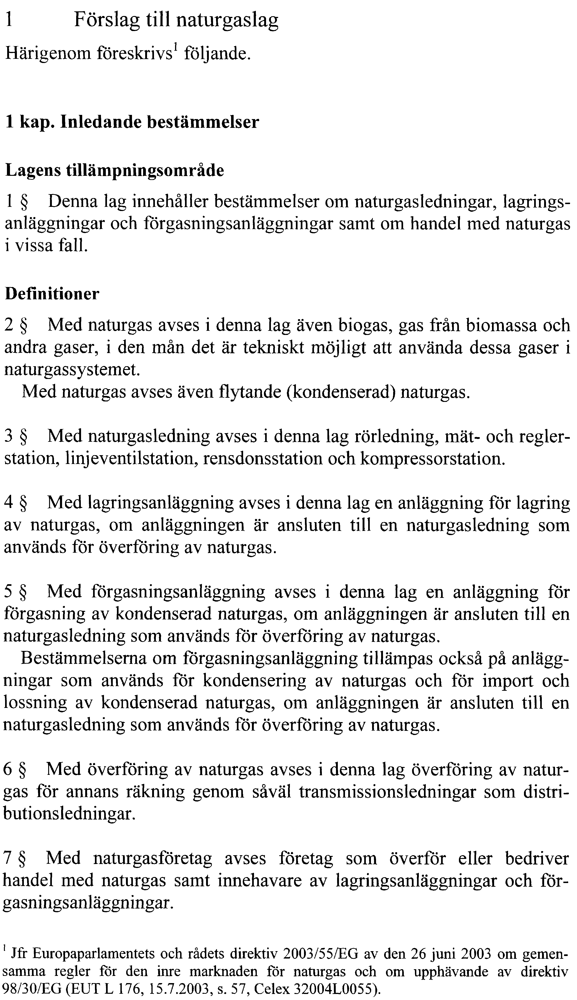 1 Förslag till naturgaslag
Härigenom föreskrivs¹ följande.
1 kap. Inledande bestämmelser
Lagens tillämpningsområde
1 § Denna lag innehåller bestämmelser om naturgasledningar, lagrings-
anläggningar och förgasningsanläggningar samt om handel med naturgas
i vissa fall.
Definitioner
2 § Med naturgas avses i denna lag även biogas, gas från biomassa och
andra gaser, i den mån det är tekniskt möjligt att använda dessa gaser i
naturgassystemet.
Med naturgas avses även flytande (kondenserad) naturgas.
3 § Med naturgasledning avses i denna lag rörledning, mät- och regler-
station, linjeventilstation, rensdonsstation och kompressorstation.
4 § Med lagringsanläggning avses i denna lag en anläggning för lagring
av naturgas, om anläggningen är ansluten till en naturgasledning som
används för överföring av naturgas.
5 § Med förgasningsanläggning avses i denna lag en anläggning för
förgasning av kondenserad naturgas, om anläggningen är ansluten till en
naturgasledning som används för överföring av naturgas.
Bestämmelserna om förgasningsanläggning tillämpas också på anlägg-
ningar som används för kondensering av naturgas och för import och
lossning av kondenserad naturgas, om anläggningen är ansluten till en
naturgasledning som används för överföring av naturgas.
6 § Med överföring av naturgas avses i denna lag överföring av natur-
gas för annans räkning genom såväl transmissionsledningar som distri-
butionsledningar.
7 § Med naturgasföretag avses företag som överför eller bedriver
handel med naturgas samt innehavare av lagringsanläggningar och för-
gasningsanläggningar.
¹ Jfr Europaparlamentets och rådets direktiv 2003/55/EG av den 26 juni 2003 om gemen-
samma regler för den inre marknaden för naturgas och om upphävande av direktiv
98/30/EG (EUT L 176, 15.7.2003, s. 57, Celex 32004L0055).